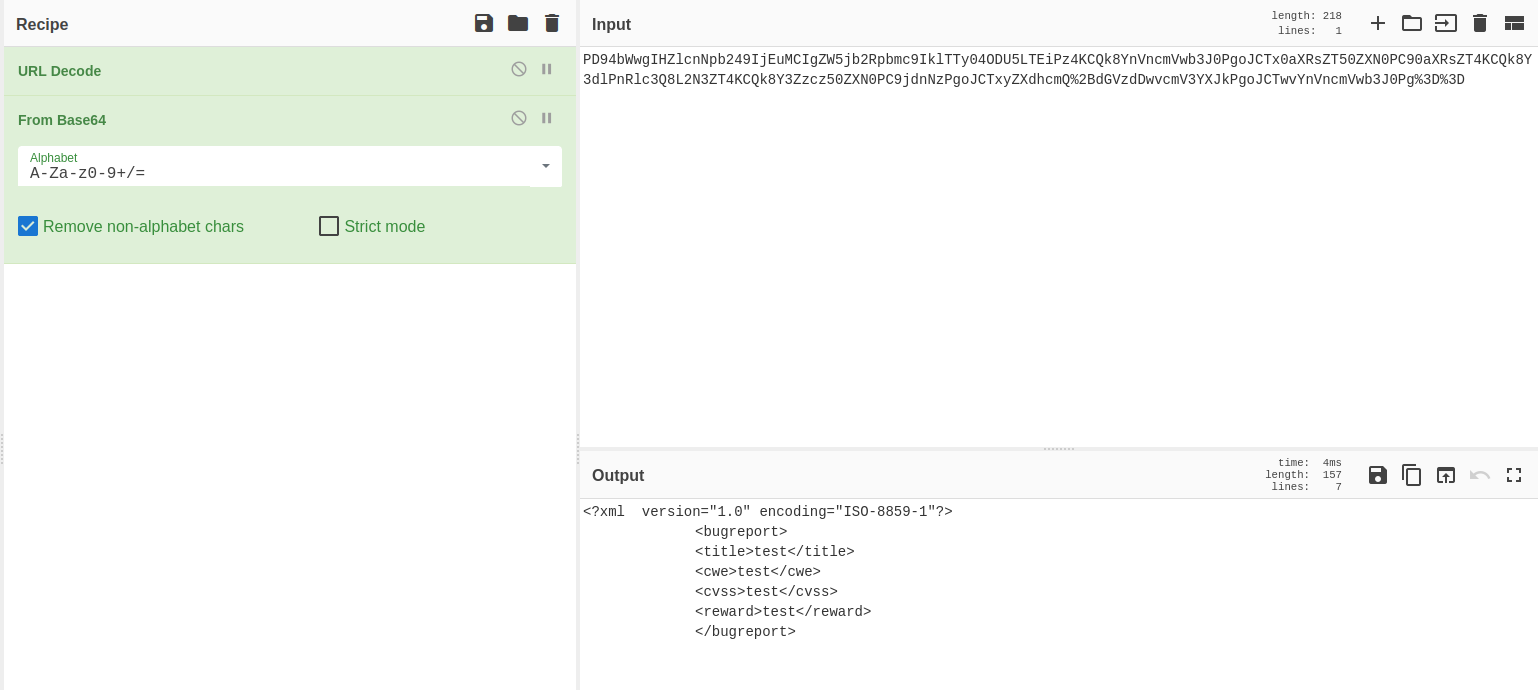 Recipe
URL Decode
From Base64
Alphabet
A-Za-z0-9+/=
Remove non-alphabet chars
Strict mode
Input
length: 218
lines: 1
PD94bWwgIHZlcnNpb249IjEuMCIgZW5jb2Rpbmc9IklTTy04ODU5LTEiPz4KCQk8YnVncmVwb3J0PgoJCTx0aXRsZT50ZXN0PC90aXRsZT4KCQk8Y
3dlPnRlc3Q8L2N3ZT4KCQk8Y3Zzcz50ZXN0PC9jdnNzPgoJCTxyZXdhcmQ%2BdGVzdDwvcmV3YXJkPgoJCTwvYnVncmVwb3J0Pg%3D%3D
Output
time: 4ms
length: 157
lines: 7
<?xml  version="1.0" encoding="ISO-8859-1"?>
<bugreport>
<title>test</title>
<cwe>test</cwe>
<cvss>test</cvss>
<reward>test</reward>
</bugreport>